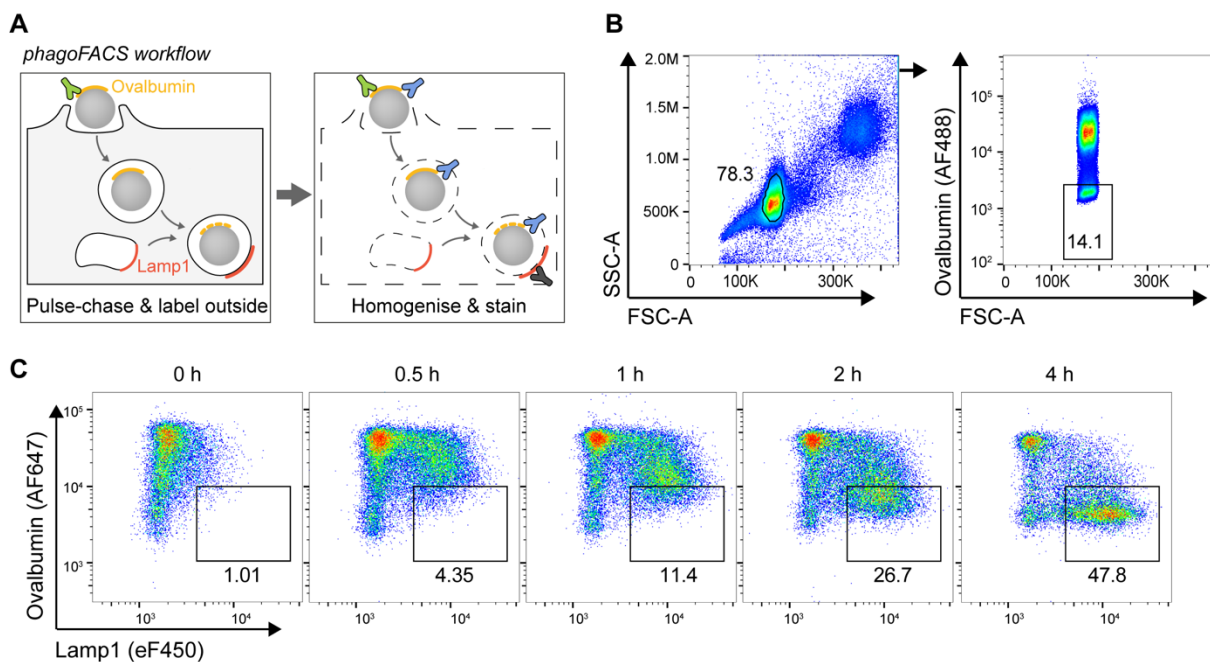 A
phagoFACS workflow
Ovalbumin
Lamp1
Pulse-chase & label outside
Homogenise & stain
B
2.0M
1.5M
1.0M
500K
0
78.3
0
100K
300K
SSC-A
FSC-A
10⁵
10⁴
10³
10²
14.1
0
100K
300K
Ovalbumin (AF488)
FSC-A
C
0 h
0.5 h
1 h
2 h
4 h
10⁵
10⁴
10³
1.01
4.35
11.4
26.7
47.8
10³
10⁴
10³
10⁴
10³
10⁴
10³
10⁴
10³
10⁴
Ovalbumin (AF647)
Lamp1 (eF450)